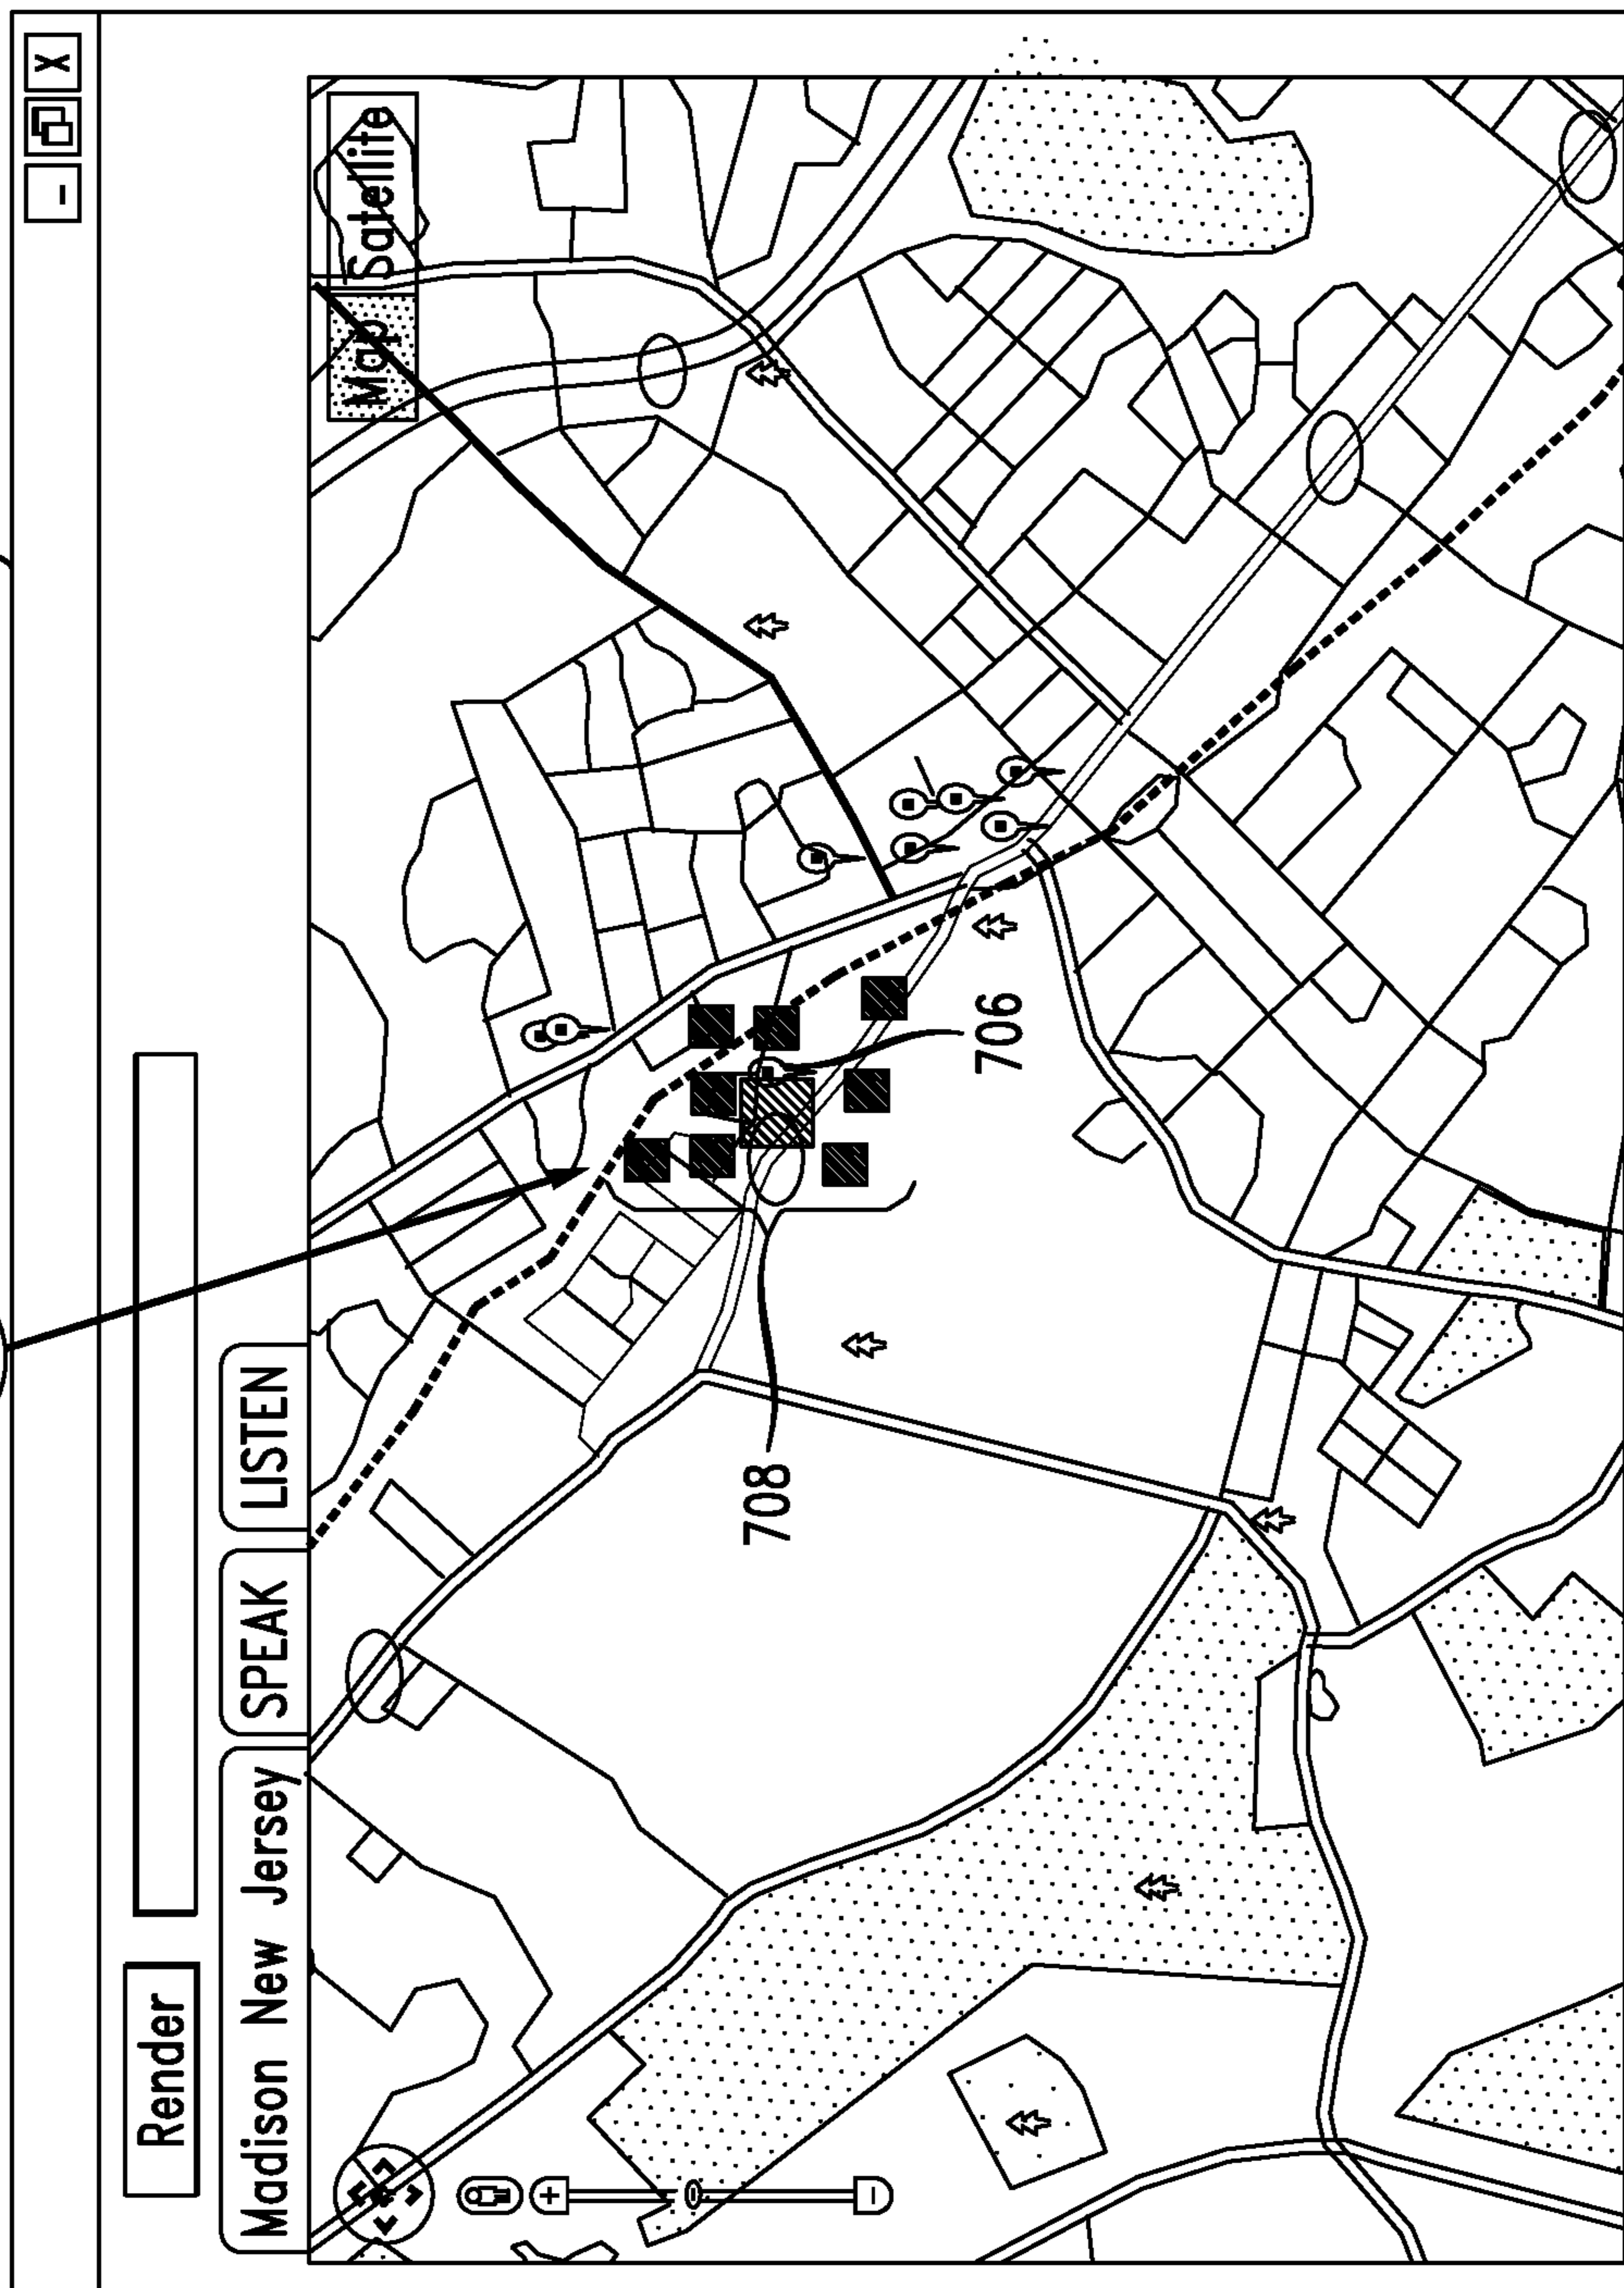 - X
Render
Madison New Jersey SPEAK LISTEN
Map Satellite
+
-
706
708